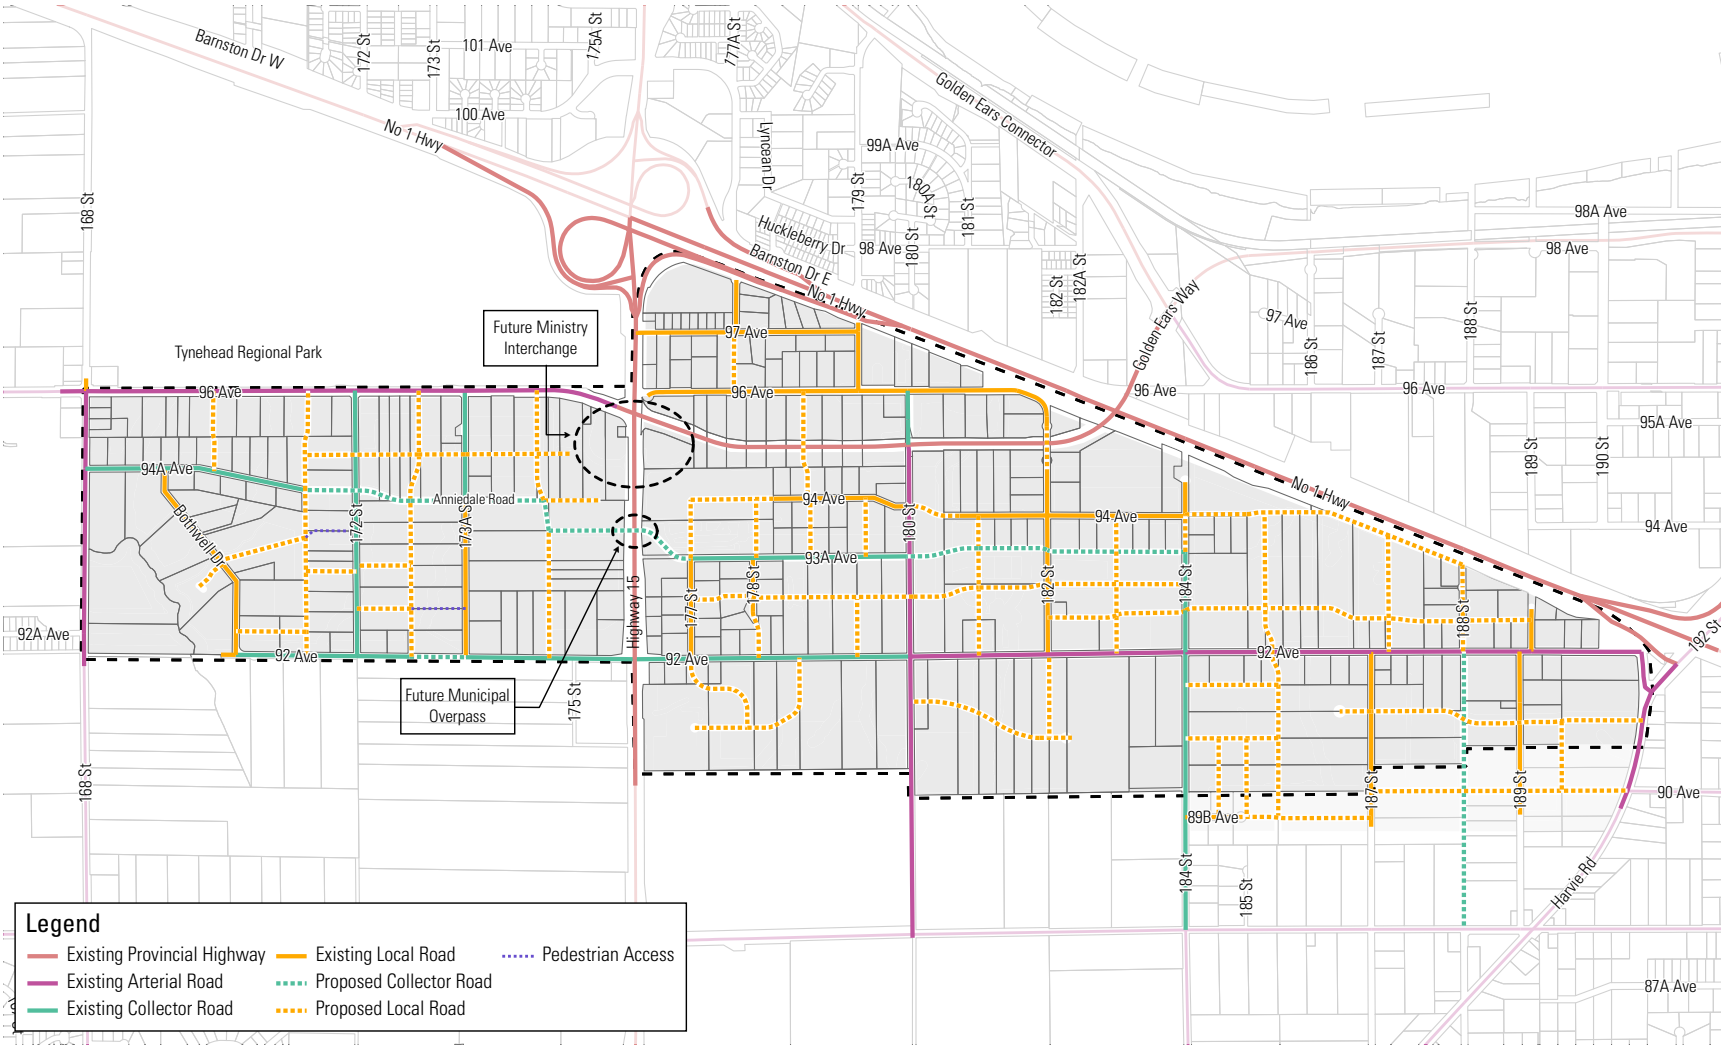 Barnston Dr W
172 St
173 St
101 Ave
175A St
177A St
100 Ave
No 1 Hwy
Golden Ears Connector
Lyncean Dr
99A Ave
179 St
180A St
181 St
168 St
Huckleberry Dr
98 Ave
180 St
98A Ave
98 Ave
Barnston Dr E
No 1 Hwy
182 St
182A St
Golden Ears Way
97 Ave
186 St
187 St
188 St
Future Ministry
Interchange
97 Ave
Tynehead Regional Park
96 Ave
96 Ave
96 Ave
96 Ave
95A Ave
189 St
190 St
94A Ave
Anniedale Road
94 Ave
No 1 Hwy
94 Ave
94 Ave
Bothwell Dr
172 St
173A St
180 St
93A Ave
177 St
178 St
182 St
184 St
Highway 15
188 St
92A Ave
92 Ave
92 Ave
92 Ave
192 St
Future Municipal
Overpass
175 St
168 St
187 St
189 St
90 Ave
89B Ave
184 St
185 St
Harvie Rd
87A Ave
Legend
Existing Provincial Highway
Existing Arterial Road
Existing Collector Road
Existing Local Road
Proposed Collector Road
Proposed Local Road
Pedestrian Access